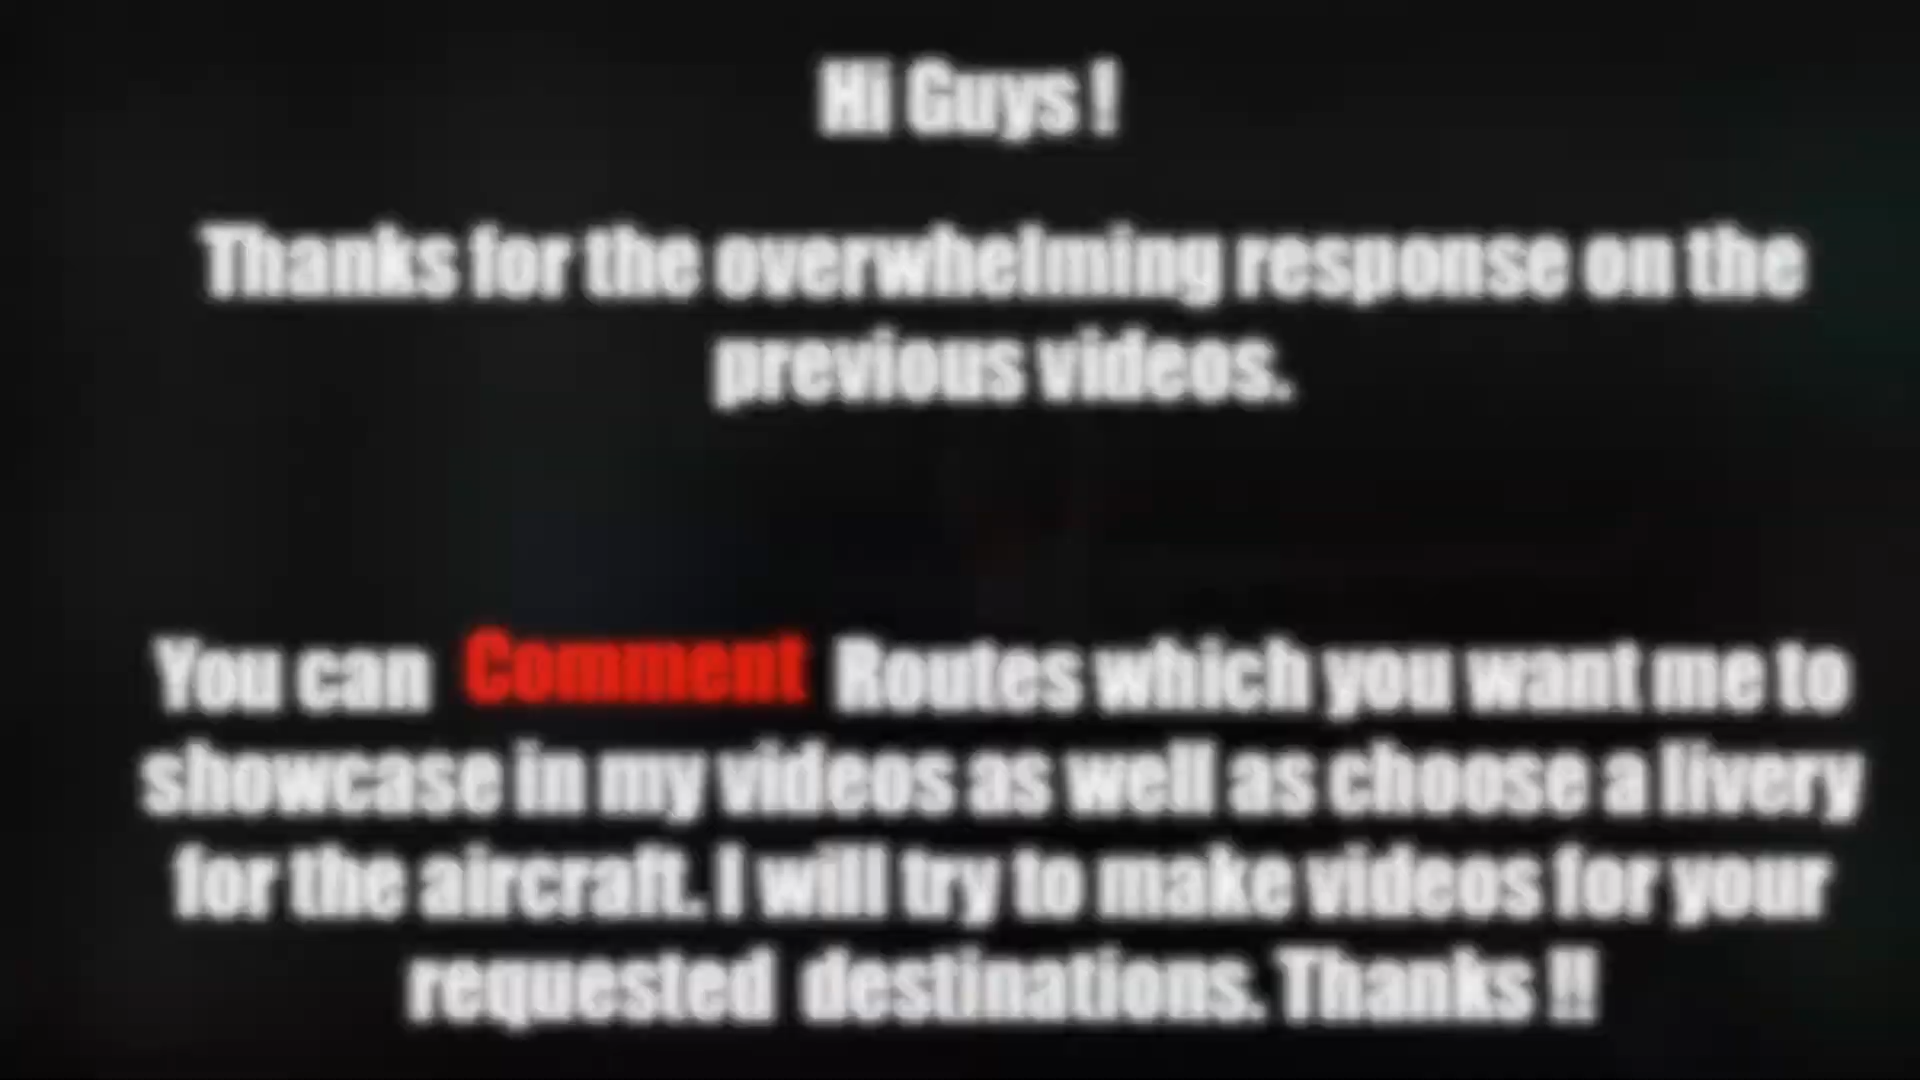 Hi Guys !
Thanks for the overwhelming response on the
previous videos.
You can Comment Routes which you want me to
showcase in my videos as well as choose a livery
for the aircraft. I will try to make videos for your
requested destinations. Thanks !!